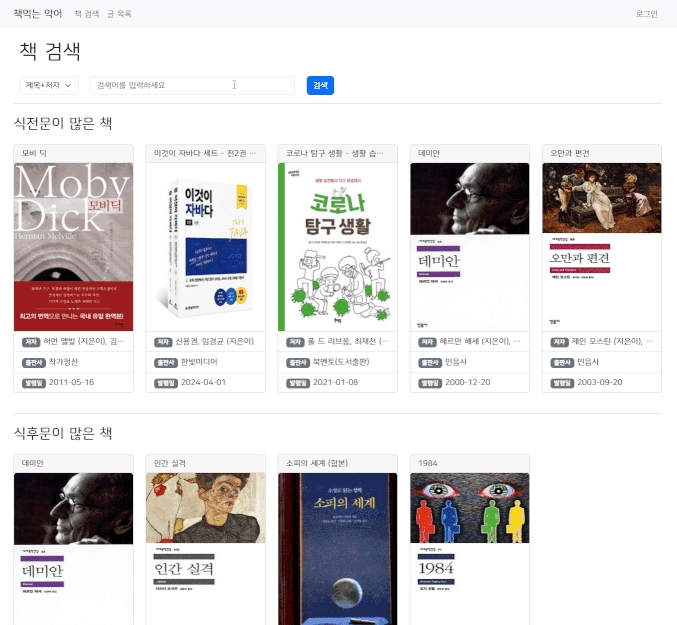 책먹는 악어 책 검색 글 목록 로그인
책 검색
제목+저자 검색어를 입력하세요 검색
식전문이 많은 책
모비 딕
Moby
Dick 모비딕
Herman Melville
최고의 번역으로 만나는 국내 유일 완역본!
저자 허먼 멜빌 (지은이), 김...
출판사 작가정신
발행일 2011-05-16
이것이 자바다 세트 - 전2권 ...
이것이
자바다
JAVA
저자 신용권, 임경균 (지은이)
출판사 한빛미디어
발행일 2024-04-01
코로나 탐구 생활 - 생활 습...
코로나
탐구 생활
저자 폴 드 리브롱, 최재천 (...
출판사 북멘토(도서출판)
발행일 2021-01-08
데미안
데미안
민음사
저자 헤르만 헤세 (지은이), ...
출판사 민음사
발행일 2000-12-20
오만과 편견
오만과 편견
민음사
저자 제인 오스틴 (지은이), ...
출판사 민음사
발행일 2003-09-20
식후문이 많은 책
데미안
데미안
인간 실격
인간 실격
소피의 세계 (합본)
소피의 세계
1984
1984